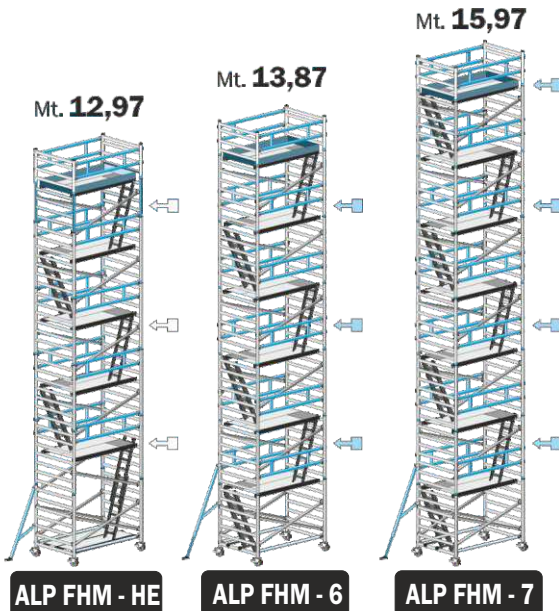 Mt. 15,97
Mt. 13,87
Mt. 12,97
ALP FHM - HE
ALP FHM - 6
ALP FHM - 7